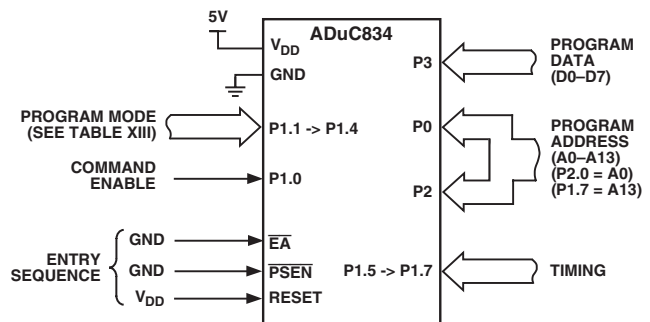 5V
ADuC834
VDD
GND
P3
PROGRAM
DATA
(D0–D7)
PROGRAM MODE
(SEE TABLE XIII)
P1.1 -> P1.4
P0
PROGRAM
ADDRESS
(A0–A13)
(P2.0 = A0)
(P1.7 = A13)
COMMAND
ENABLE
P1.0
P2
ENTRY
SEQUENCE
GND
EA
GND
PSEN
P1.5 -> P1.7
TIMING
VDD
RESET